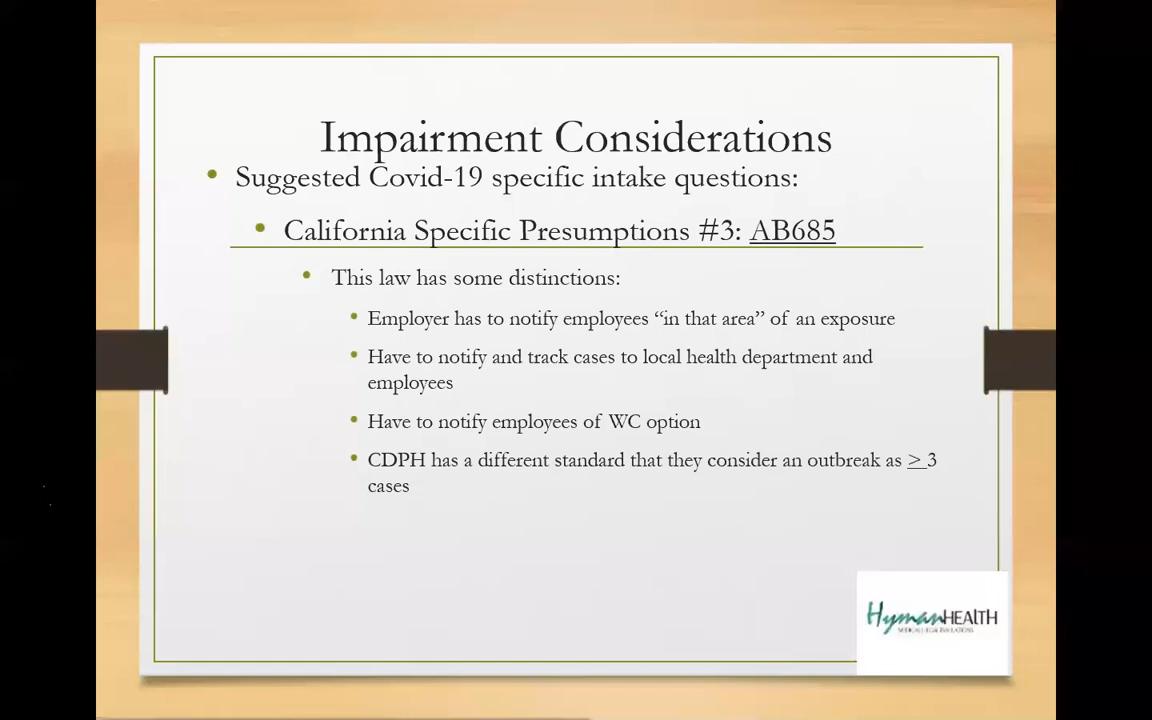 Impairment Considerations
• Suggested Covid-19 specific intake questions:
• California Specific Presumptions #3: AB685
• This law has some distinctions:
• Employer has to notify employees “in that area” of an exposure
• Have to notify and track cases to local health department and
employees
• Have to notify employees of WC option
• CDPH has a different standard that they consider an outbreak as > 3
cases
HymanHEALTH